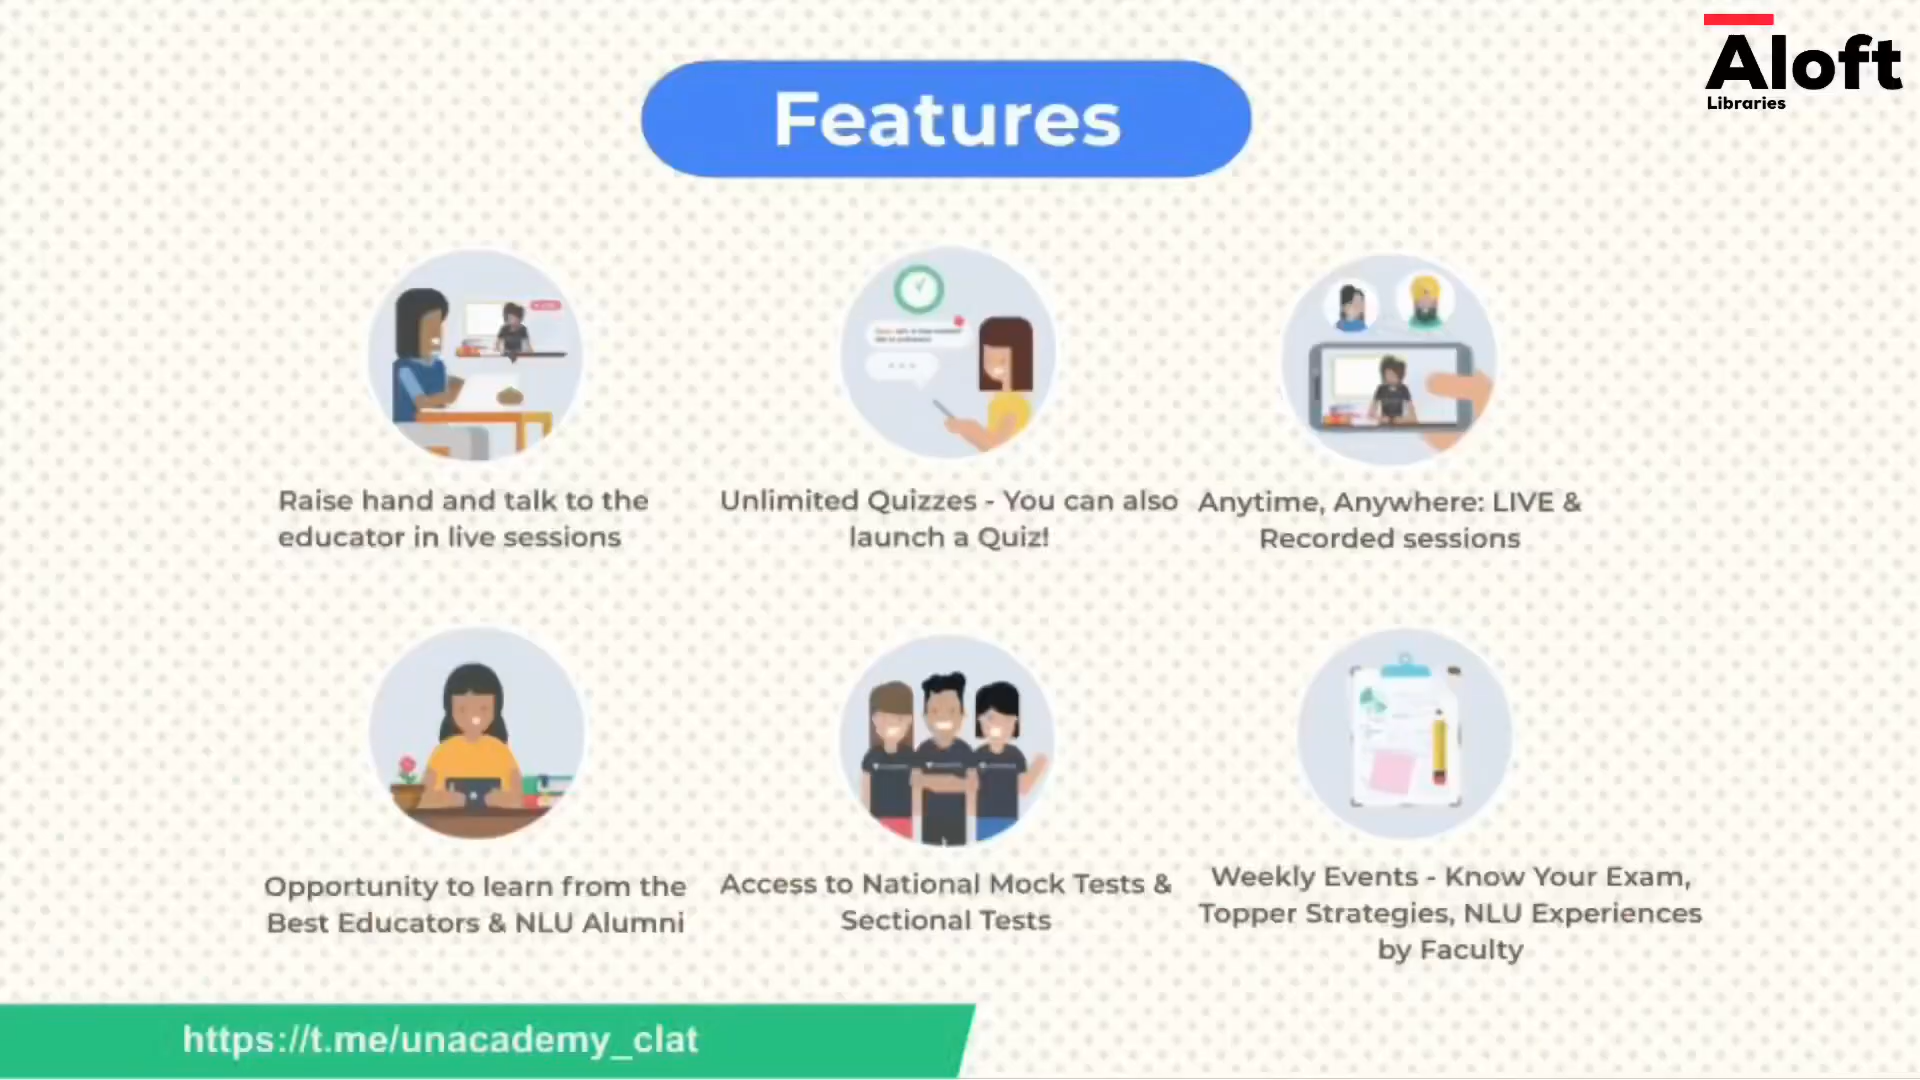 Aloft
Libraries
Features
Raise hand and talk to the
educator in live sessions
Unlimited Quizzes - You can also
launch a Quiz!
Anytime, Anywhere: LIVE &
Recorded sessions
Opportunity to learn from the
Best Educators & NLU Alumni
Access to National Mock Tests &
Sectional Tests
Weekly Events - Know Your Exam,
Topper Strategies, NLU Experiences
by Faculty
https://t.me/unacademy_clat